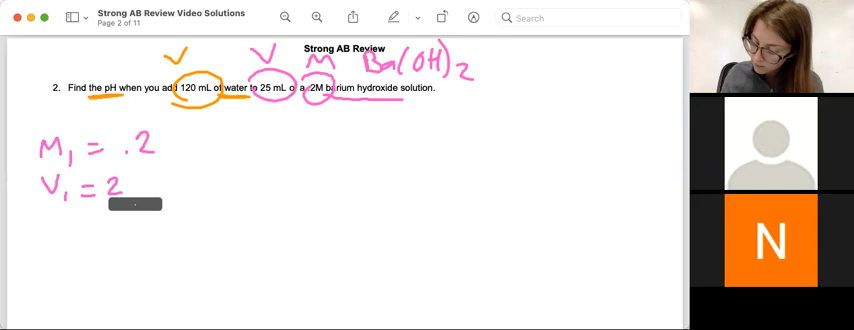 Strong AB Review Video Solutions
Page 2 of 11
Search
Strong AB Review
V V M Ba(OH)2
2. Find the pH when you add 120 mL of water to 25 mL of a .2M barium hydroxide solution.
M1 = .2
V1 = 2
N